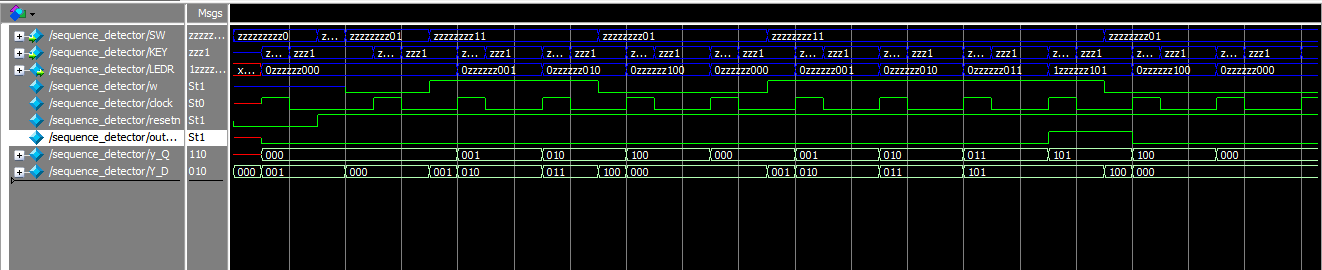 Msgs
/sequence_detector/SW zzzzz... zzzzzzzzz0 z... zzzzzzzz01 zzzzzzzz11 zzzzzzzz01 zzzzzzzz11 zzzzzzzz01
/sequence_detector/KEY zzz1 z... zzz1 z... zzz1 z... zzz1 z... zzz1 z... zzz1 z... zzz1 z... zzz1 z... zzz1 z... zzz1 z... zzz1 z... zzz1 z... zzz1
/sequence_detector/LEDR 1zzzz... x... 0zzzzzz000 0zzzzzz001 0zzzzzz010 0zzzzzz100 0zzzzzz000 0zzzzzz001 0zzzzzz010 0zzzzzz011 1zzzzzz101 0zzzzzz100 0zzzzzz000
/sequence_detector/w St1
/sequence_detector/clock St0
/sequence_detector/resetn St1
/sequence_detector/out... St1
/sequence_detector/y_Q 110 000 001 010 100 000 001 010 011 101 100 000
/sequence_detector/Y_D 010 000 001 000 001 010 011 100 000 001 010 011 101 100 000